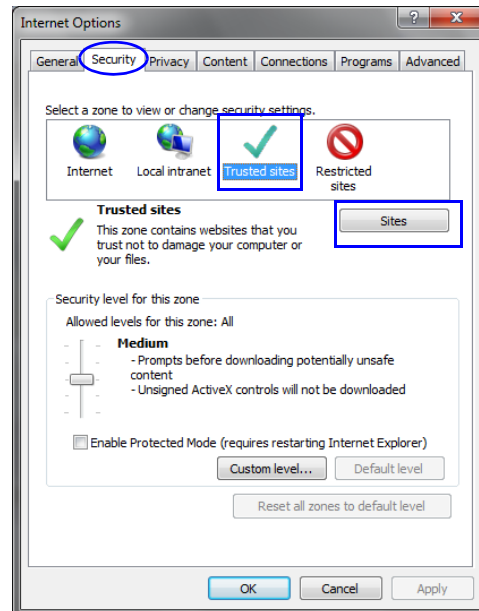 Internet Options
?
General Security Privacy Content Connections Programs Advanced
Select a zone to view or change security settings.
Internet Local intranet Trusted sites Restricted
sites
Trusted sites
Sites
This zone contains websites that you
trust not to damage your computer or
your files.
Security level for this zone
Allowed levels for this zone: All
Medium
- Prompts before downloading potentially unsafe
content
- Unsigned ActiveX controls will not be downloaded
Enable Protected Mode (requires restarting Internet Explorer)
Custom level... Default level
Reset all zones to default level
OK Cancel Apply